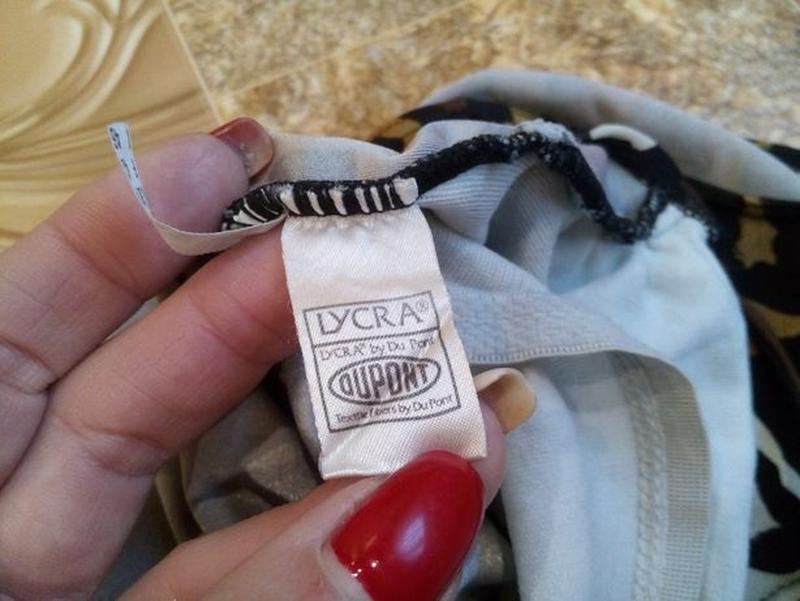 LYCRA®
LYCRA® by Du Pont
DUPONT
Textile fibers by Du Pont